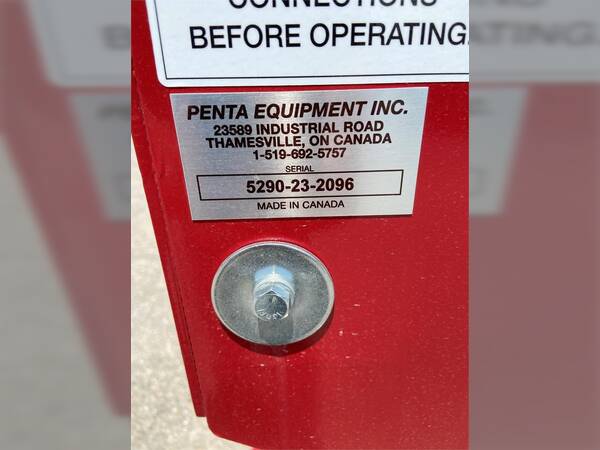 CONNECTIONS
BEFORE OPERATING.
PENTA EQUIPMENT INC.
23589 INDUSTRIAL ROAD
THAMESVILLE, ON CANADA
1-519-692-5757
SERIAL
5290-23-2096
MADE IN CANADA